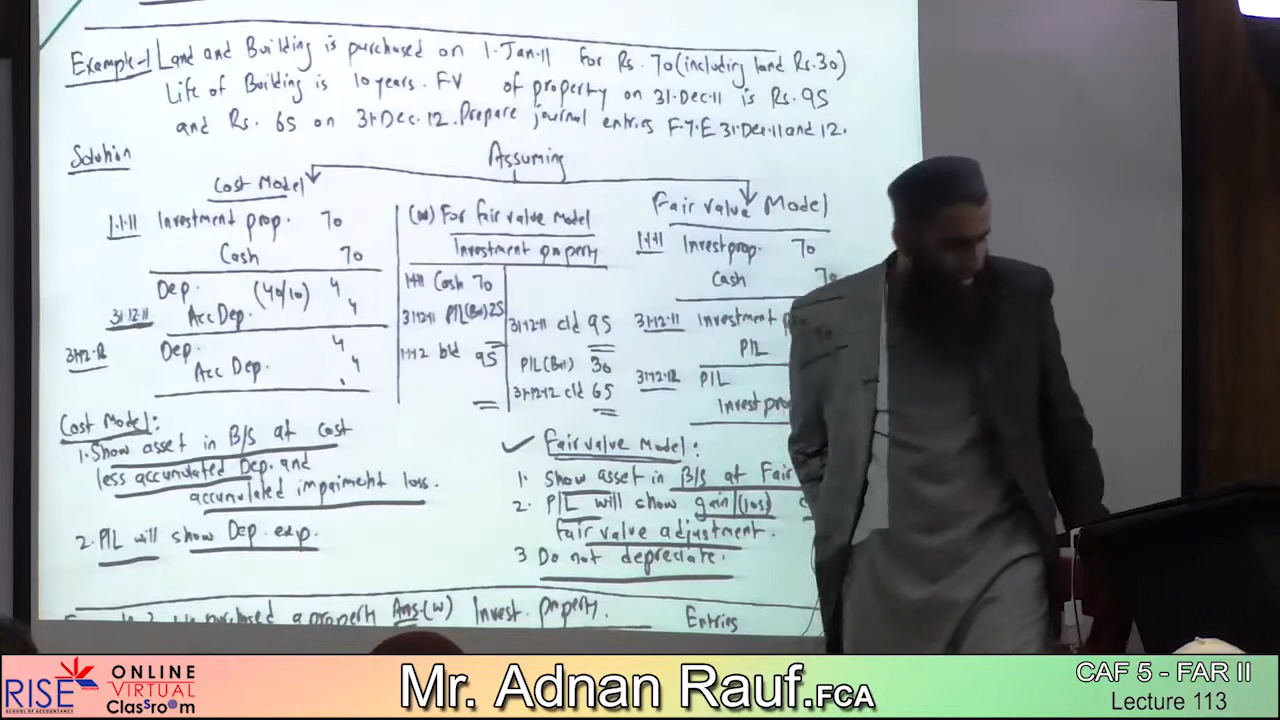 Example-1 Land and Building is purchased on 1.Jan.11 for Rs. 70 (including land Rs.30)
Life of Building is 10 years. F.V of property on 31.Dec.11 is Rs. 95
and Rs. 65 on 31.Dec.12. Prepare journal entries F.Y.E 31.Dec.11 and 12.
Solution
Assuming
Cost Model
1.1.11 Investment prop. 70
Cash 70
31.12.11 Dep. (40/10) 4
Acc Dep. 4
31.12.12 Dep. 4
Acc Dep. 4
(W) For fair value Model
Investment property
1.1.11 Cash 70
31.12.11 P/L (Bal) 25
31.12.11 c/d 95
1.1.12 b/d 95
P/L (Bal) 30
31.12.12 c/d 65
Fair value Model
1.1.11 Invest prop. 70
Cash 70
31.12.11 Investment
P/L
31.12.12 P/L
Invest prop
Cost Model:
1. Show asset in B/S at cost
less accumulated Dep. and
accumulated impairment loss.
2. P/L will show Dep. exp.
Fair value Model:
1. Show asset in B/S at Fair
2. P/L will show gain/(loss)
fair value adjustment.
3 Do not depreciate.
purchased a property Ans.(W) Invest. property. Entries
RISE
SCHOOL OF ACCOUNTANCY
ONLINE
VIRTUAL
Classroom
Mr. Adnan Rauf.FCA
CAF 5 - FAR II
Lecture 113